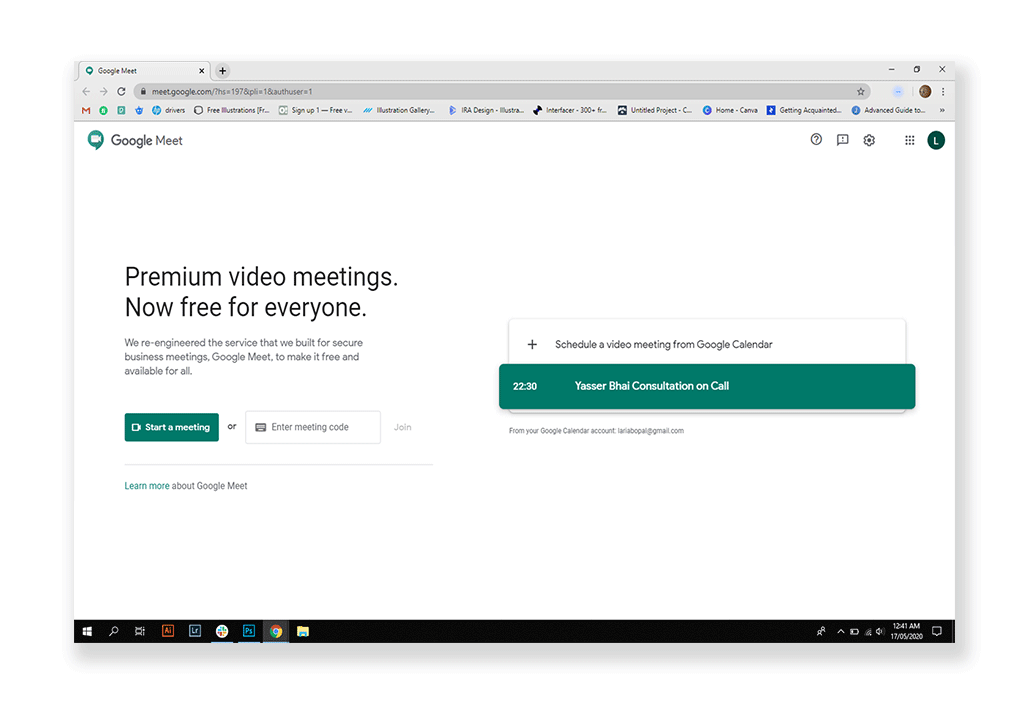 Google Meet
meet.google.com/?hs=197&pli=1&authuser=1
drivers
Free Illustrations [Fr...
Sign up 1 — Free v...
Illustration Gallery...
IRA Design - Illustra...
Interfacer - 300+ fr...
Untitled Project - C...
Home - Canva
Getting Acquainted...
Advanced Guide to...
»
Google Meet
L
Premium video meetings.
Now free for everyone.
We re-engineered the service that we built for secure
business meetings, Google Meet, to make it free and
available for all.
Start a meeting or Enter meeting code Join
Learn more about Google Meet
+ Schedule a video meeting from Google Calendar
22:30 Yasser Bhai Consultation on Call
From your Google Calendar account: lariabopal@gmail.com
Ai
Lr
Ps
12:41 AM
17/05/2020